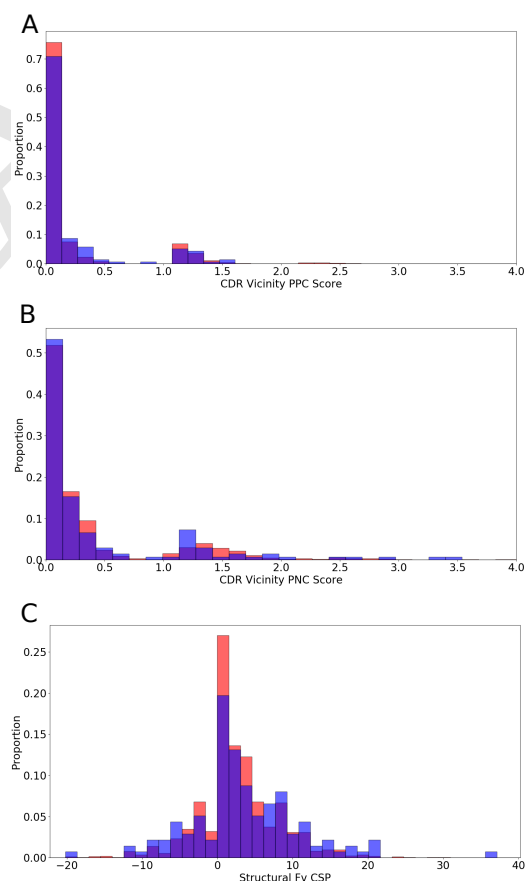 A
0.7
0.6
0.5
0.4
0.3
0.2
0.1
0.0
Proportion
0.0 0.5 1.0 1.5 2.0 2.5 3.0 3.5 4.0
CDR Vicinity PPC Score
B
0.5
0.4
0.3
0.2
0.1
0.0
Proportion
0.0 0.5 1.0 1.5 2.0 2.5 3.0 3.5 4.0
CDR Vicinity PNC Score
C
0.25
0.20
0.15
0.10
0.05
0.00
Proportion
−20 −10 0 10 20 30 40
Structural Fv CSP